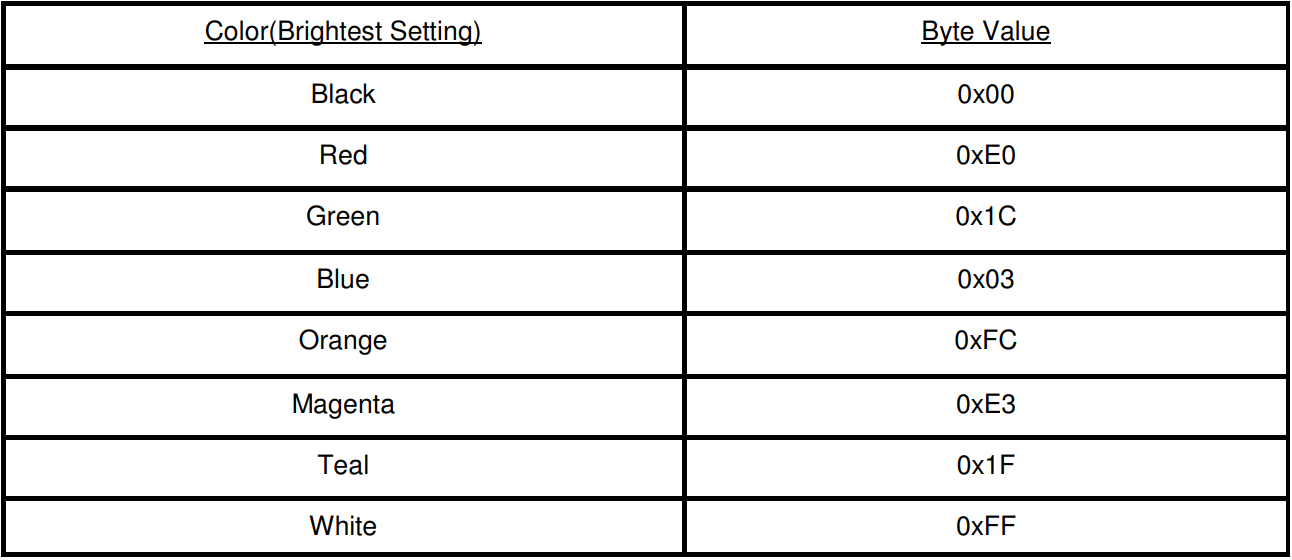 Color(Brightest Setting) Byte Value
Black 0x00
Red 0xE0
Green 0x1C
Blue 0x03
Orange 0xFC
Magenta 0xE3
Teal 0x1F
White 0xFF